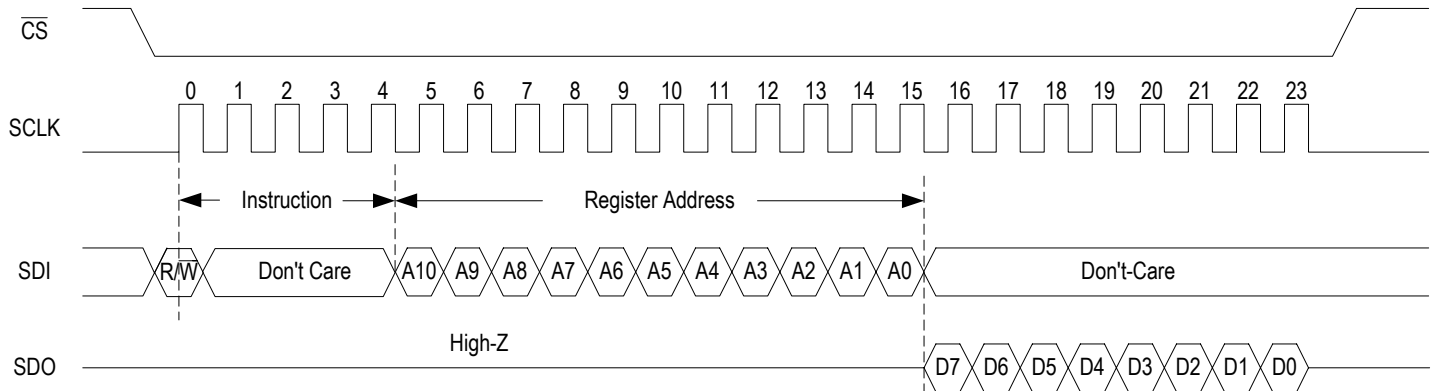 CS
0 1 2 3 4 5 6 7 8 9 10 11 12 13 14 15 16 17 18 19 20 21 22 23
SCLK
Instruction Register Address
SDI R/W Don't Care A10 A9 A8 A7 A6 A5 A4 A3 A2 A1 A0 Don't-Care
High-Z
SDO D7 D6 D5 D4 D3 D2 D1 D0